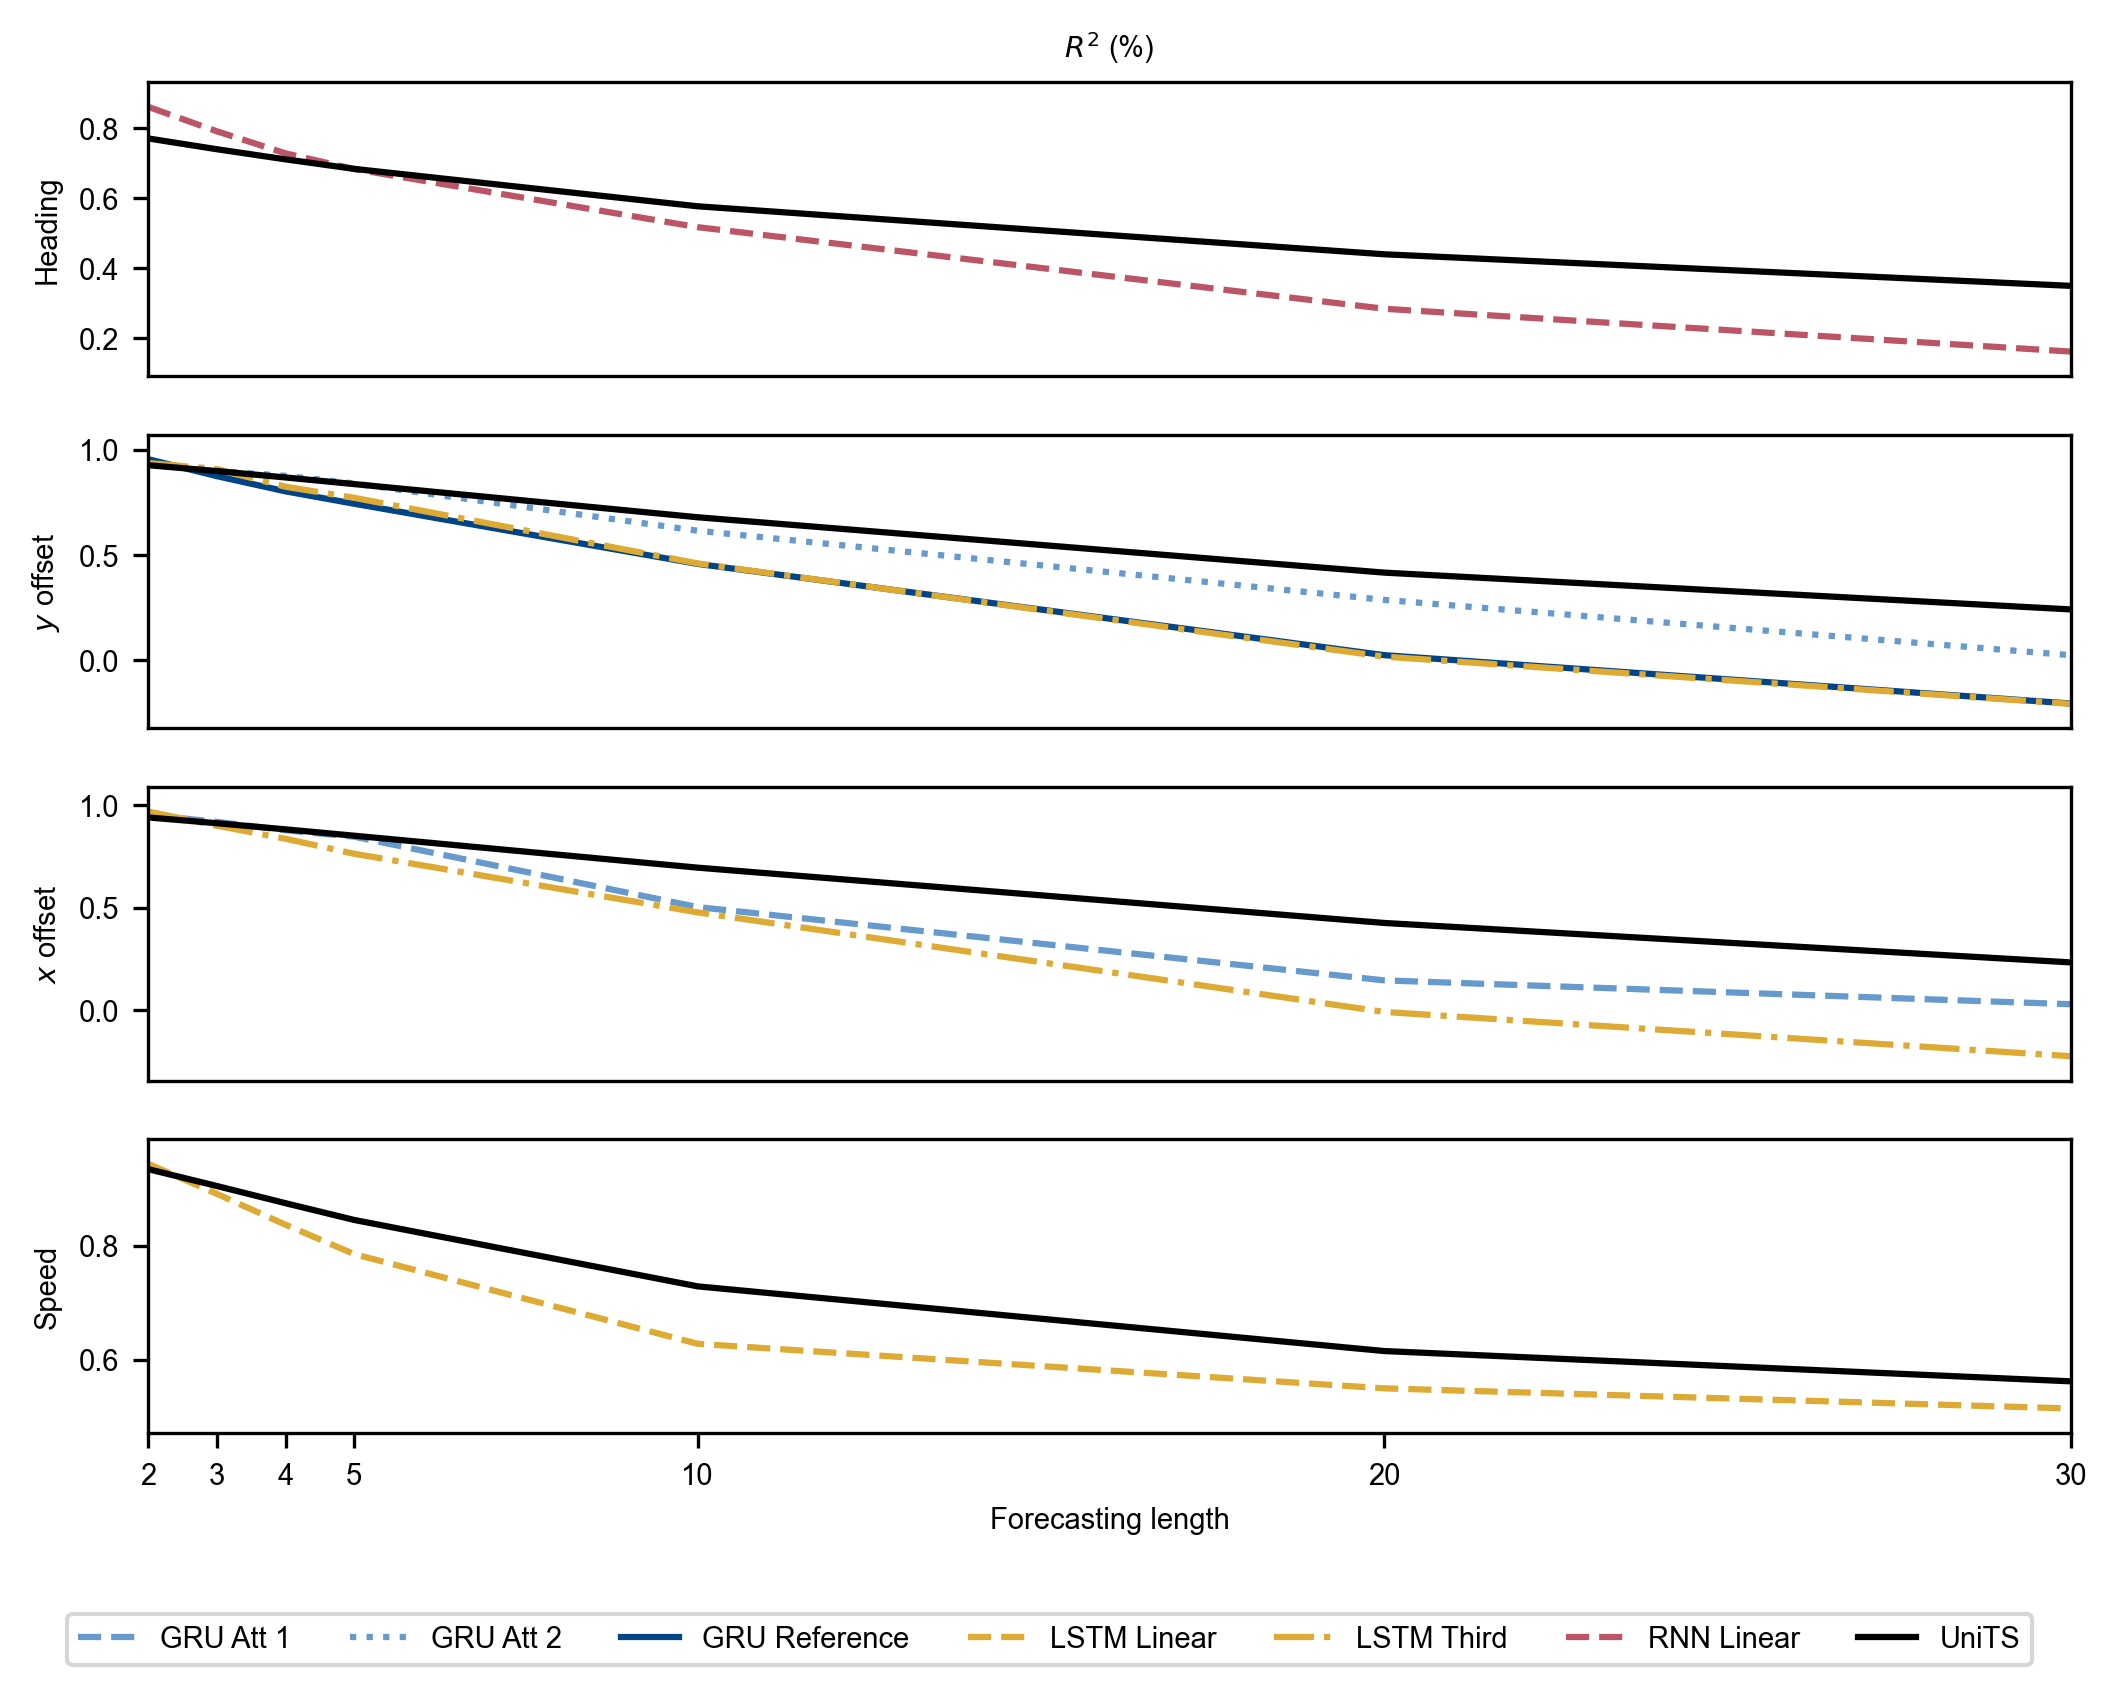 R² (%)
Heading
0.8
0.6
0.4
0.2
y offset
1.0
0.5
0.0
x offset
1.0
0.5
0.0
Speed
0.8
0.6
2 3 4 5 10 20 30
Forecasting length
GRU Att 1 GRU Att 2 GRU Reference LSTM Linear LSTM Third RNN Linear UniTS